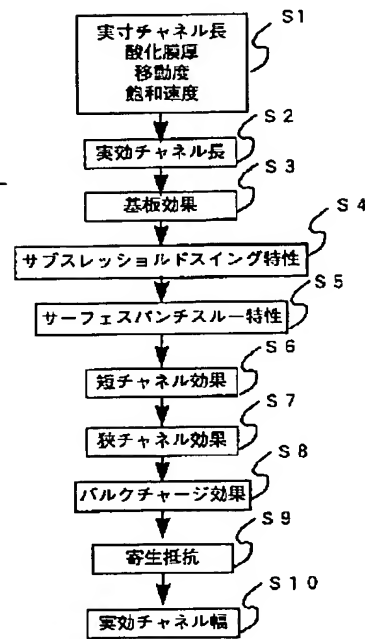 S1
実寸チャネル長
酸化膜厚
移動度
飽和速度
S2
実効チャネル長
S3
基板効果
S4
サブスレッショルドスイング特性
S5
サーフェスパンチスルー特性
S6
短チャネル効果
S7
狭チャネル効果
S8
バルクチャージ効果
S9
寄生抵抗
S10
実効チャネル幅